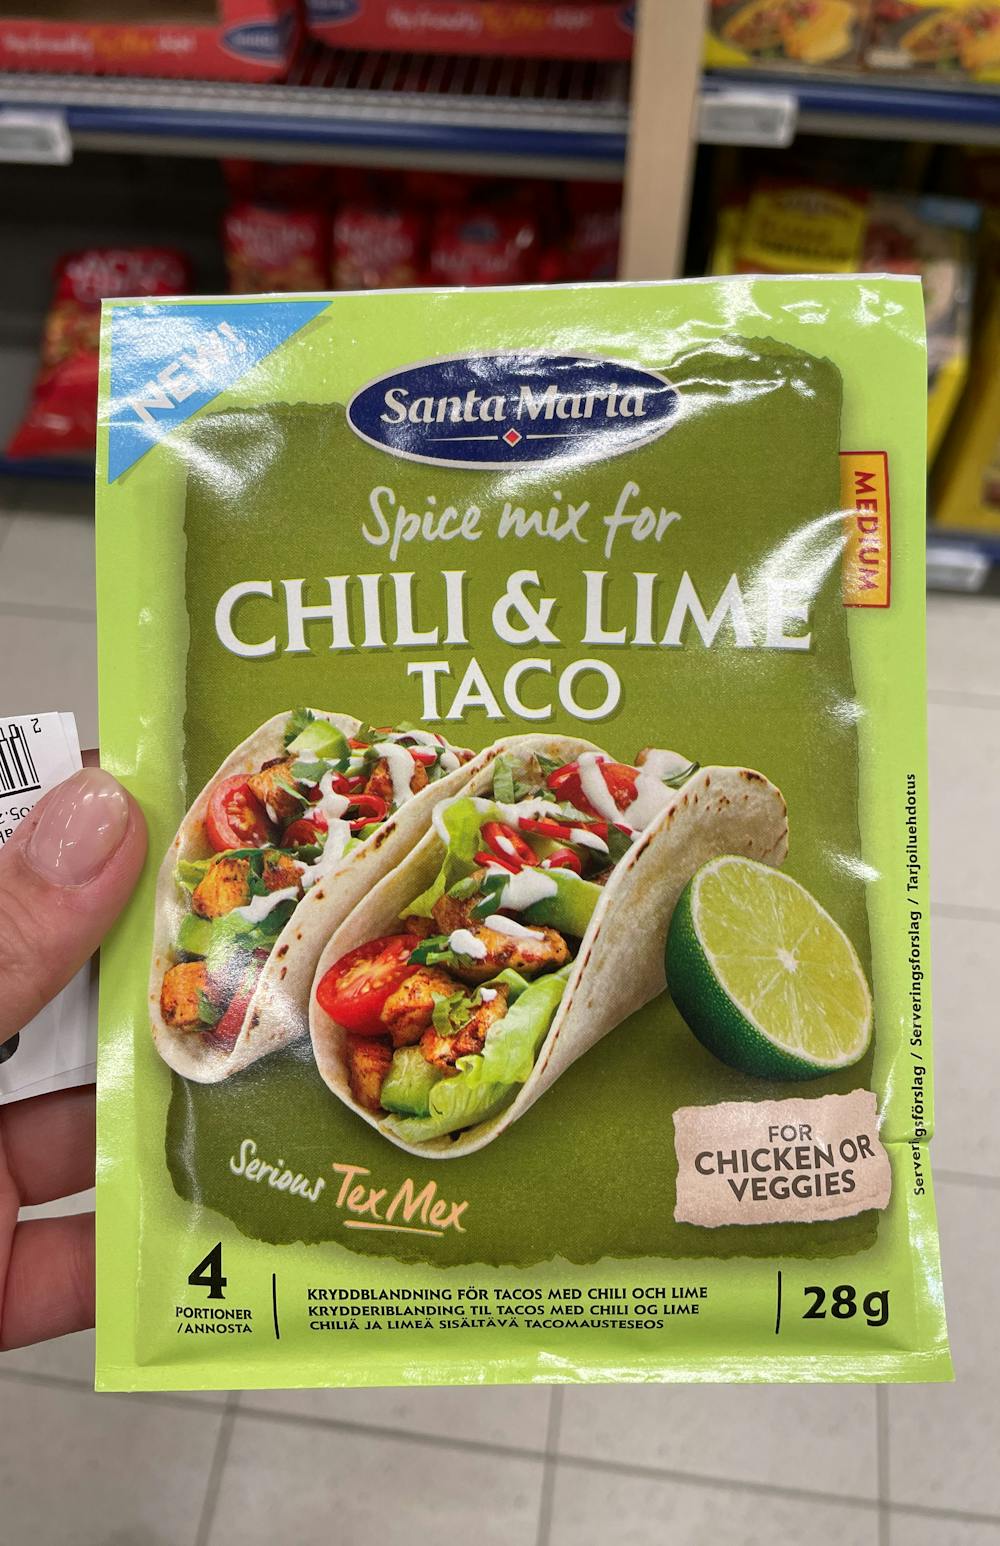 NEW!
Santa Maria
Spice mix for
CHILI & LIME
TACO
MEDIUM
Serveringsförslag / Serveringsforslag / Tarjoiluehdotus
FOR
CHICKEN OR
VEGGIES
Serious Tex Mex
4
PORTIONER
/ANNOSTA
KRYDDBLANDNING FÖR TACOS MED CHILI OCH LIME
KRYDDERIBLANDING TIL TACOS MED CHILI OG LIME
CHILIÄ JA LIMEÄ SISÄLTÄVÄ TACOMAUSTESEOS
28g